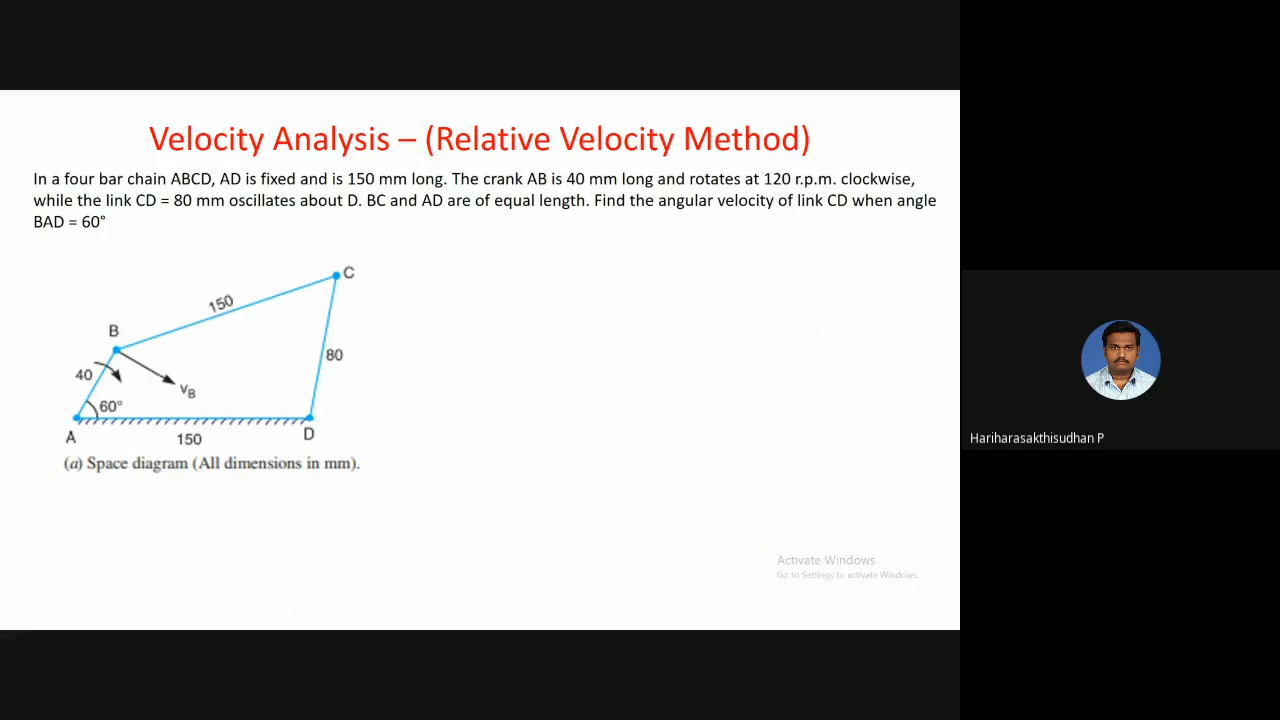 Velocity Analysis – (Relative Velocity Method)
In a four bar chain ABCD, AD is fixed and is 150 mm long. The crank AB is 40 mm long and rotates at 120 r.p.m. clockwise,
while the link CD = 80 mm oscillates about D. BC and AD are of equal length. Find the angular velocity of link CD when angle
BAD = 60°
C
150
B
80
40
vB
60°
A
150
D
(a) Space diagram (All dimensions in mm).
Hariharasakthisudhan P
Activate Windows
Go to Settings to activate Windows.